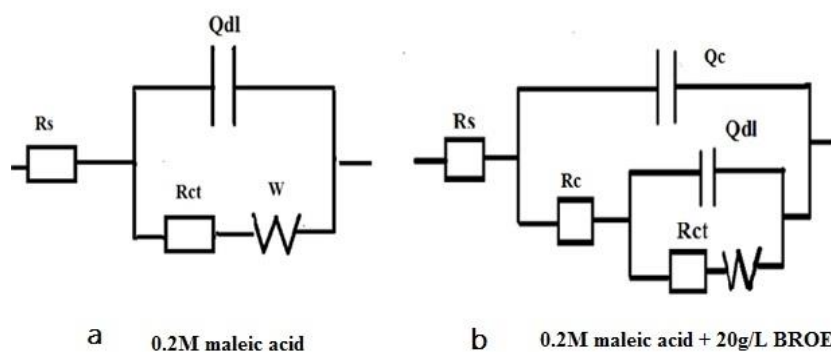 Qdl
Rs
Rct
W
a
0.2M maleic acid
Qc
Rs
Qdl
Rc
Rct
b
0.2M maleic acid + 20g/L BROE